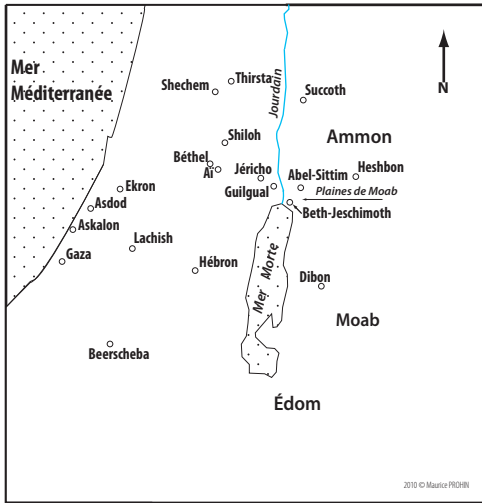 Mer
Méditerranée
Jourdain
N
Thirsta
Shechem
Succoth
Shiloh
Ammon
Béthel
Aï
Jéricho
Abel-Sittim
Heshbon
Guilgual
Plaines de Moab
Ekron
Asdod
Beth-Jeschimoth
Askalon
Lachish
Gaza
Hébron
Mer Morte
Dibon
Moab
Beerscheba
Édom
2010 © Maurice PROHIN